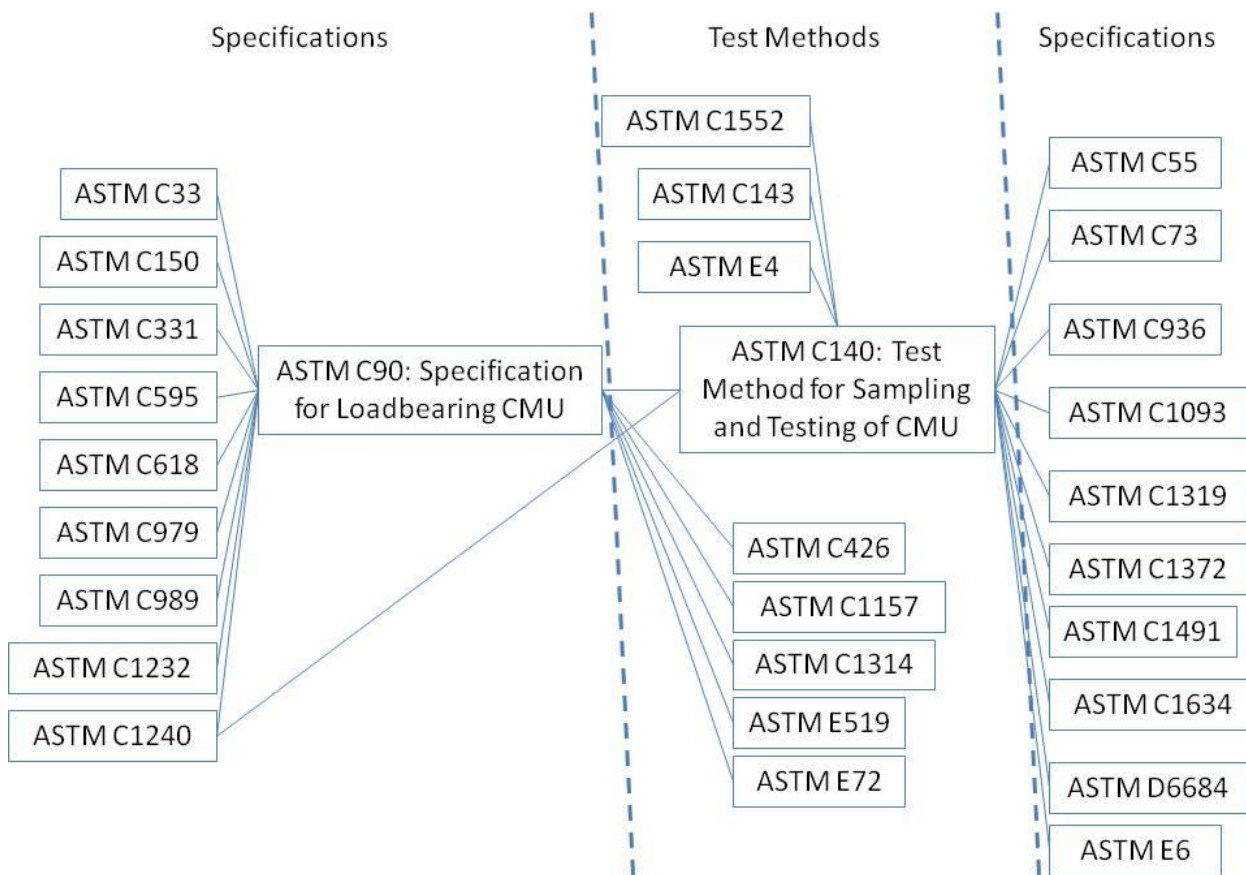 Specifications
Test Methods
Specifications
ASTM C33
ASTM C150
ASTM C331
ASTM C595
ASTM C618
ASTM C979
ASTM C989
ASTM C1232
ASTM C1240
ASTM C90: Specification
for Loadbearing CMU
ASTM C1552
ASTM C143
ASTM E4
ASTM C140: Test
Method for Sampling
and Testing of CMU
ASTM C426
ASTM C1157
ASTM C1314
ASTM E519
ASTM E72
ASTM C55
ASTM C73
ASTM C936
ASTM C1093
ASTM C1319
ASTM C1372
ASTM C1491
ASTM C1634
ASTM D6684
ASTM E6